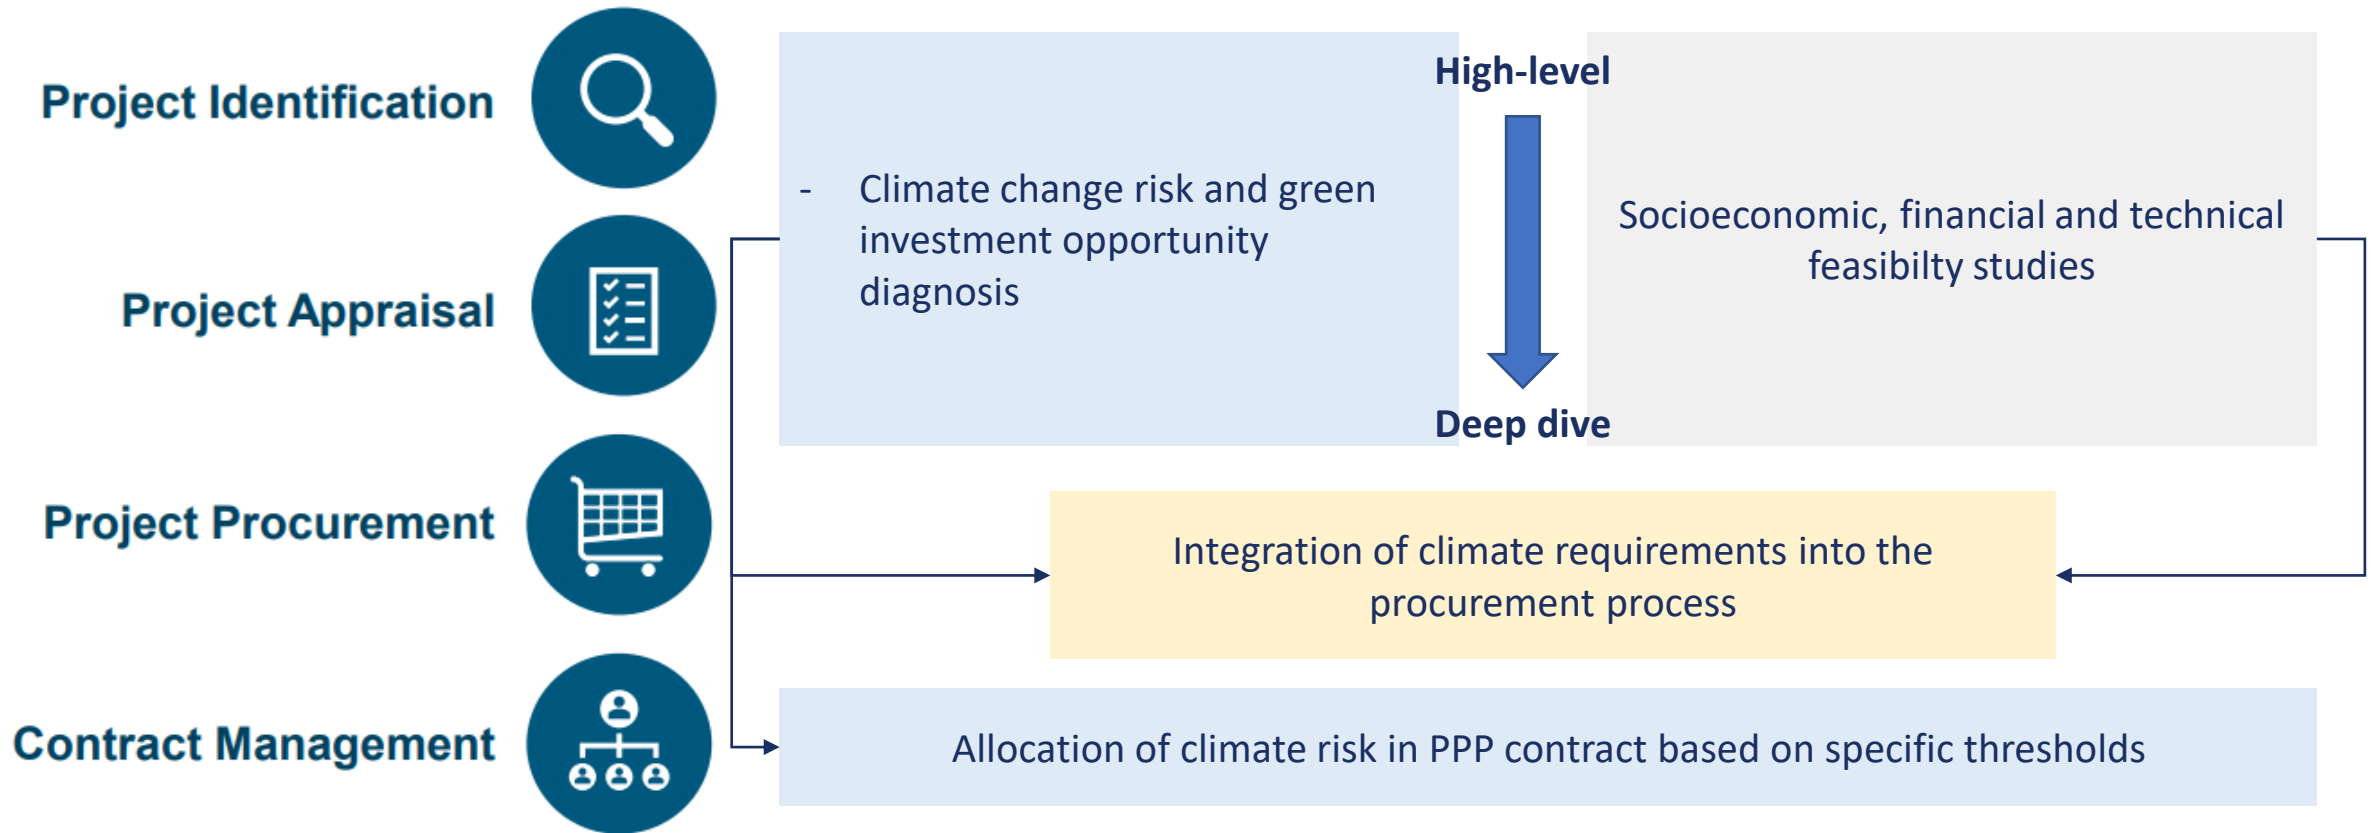 Project Identification
Project Appraisal
Project Procurement
Contract Management
- Climate change risk and green
investment opportunity
diagnosis
High-level
Deep dive
Socioeconomic, financial and technical
feasibilty studies
Integration of climate requirements into the
procurement process
Allocation of climate risk in PPP contract based on specific thresholds